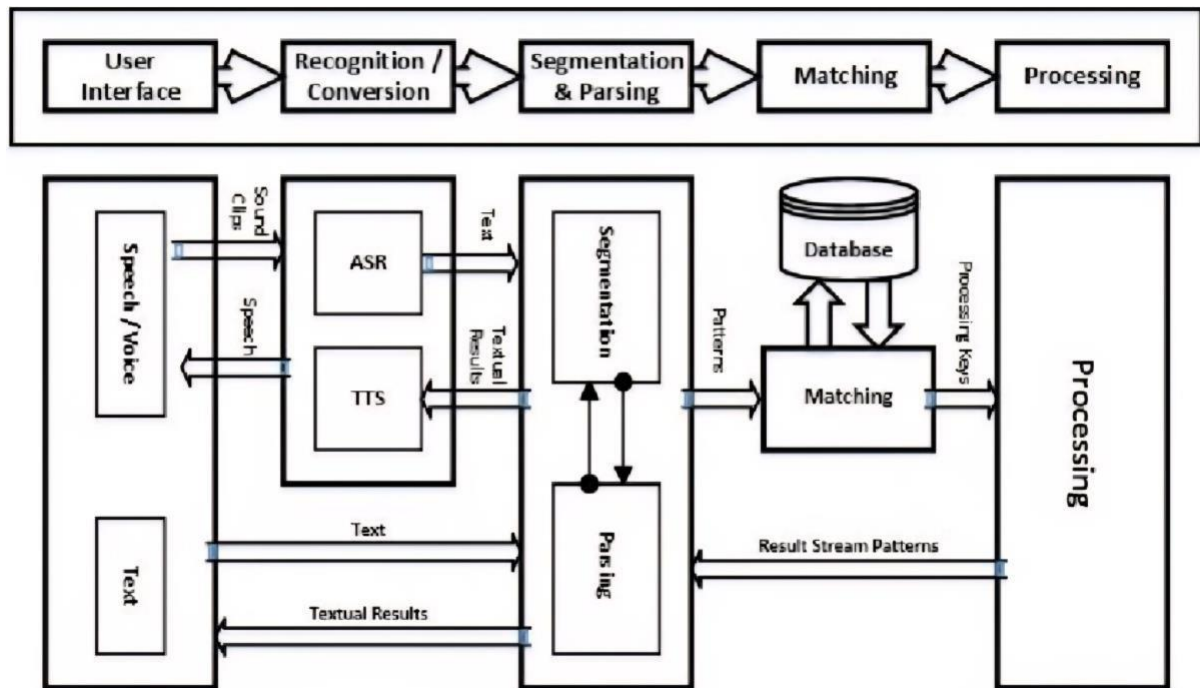 User
Interface
Recognition /
Conversion
Segmentation
& Parsing
Matching
Processing
Speech / Voice
Text
Sound
Clips
Speech
ASR
TTS
Text
Textual
Results
Text
Textual Results
Segmentation
Parsing
Patterns
Database
Matching
Processing Keys
Result Stream Patterns
Processing